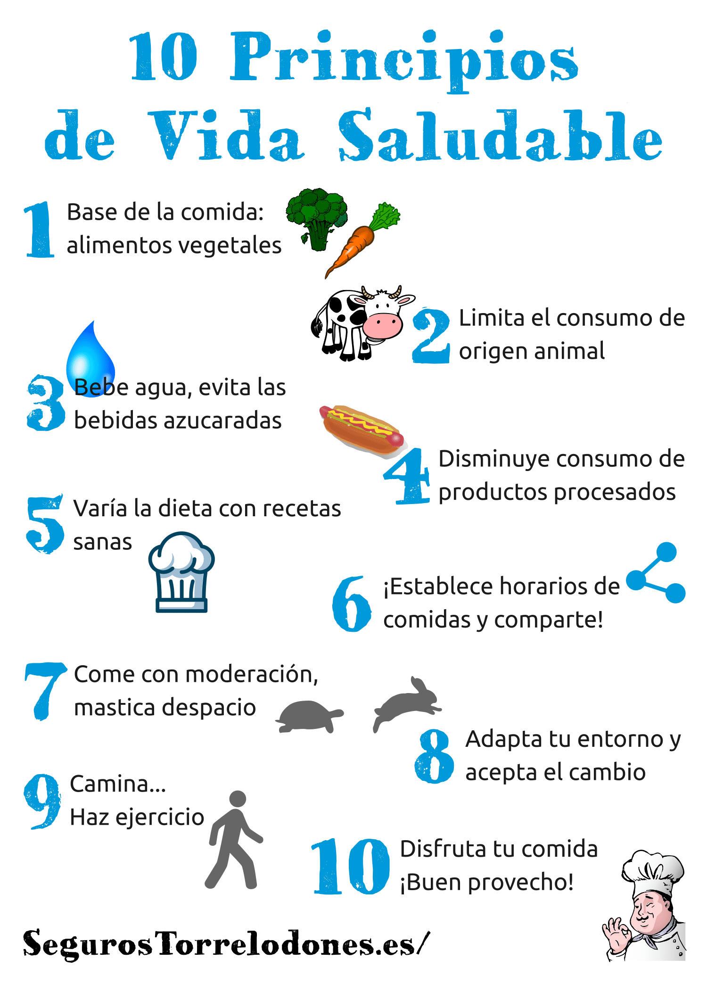 10 Principios
de Vida Saludable
1
Base de la comida:
alimentos vegetales
2
Limita el consumo de
origen animal
3
Bebe agua, evita las
bebidas azucaradas
4
Disminuye consumo de
productos procesados
5
Varía la dieta con recetas
sanas
6
¡Establece horarios de
comidas y comparte!
7
Come con moderación,
mastica despacio
8
Adapta tu entorno y
acepta el cambio
9
Camina...
Haz ejercicio
10
Disfruta tu comida
¡Buen provecho!
SegurosTorrelodones.es/